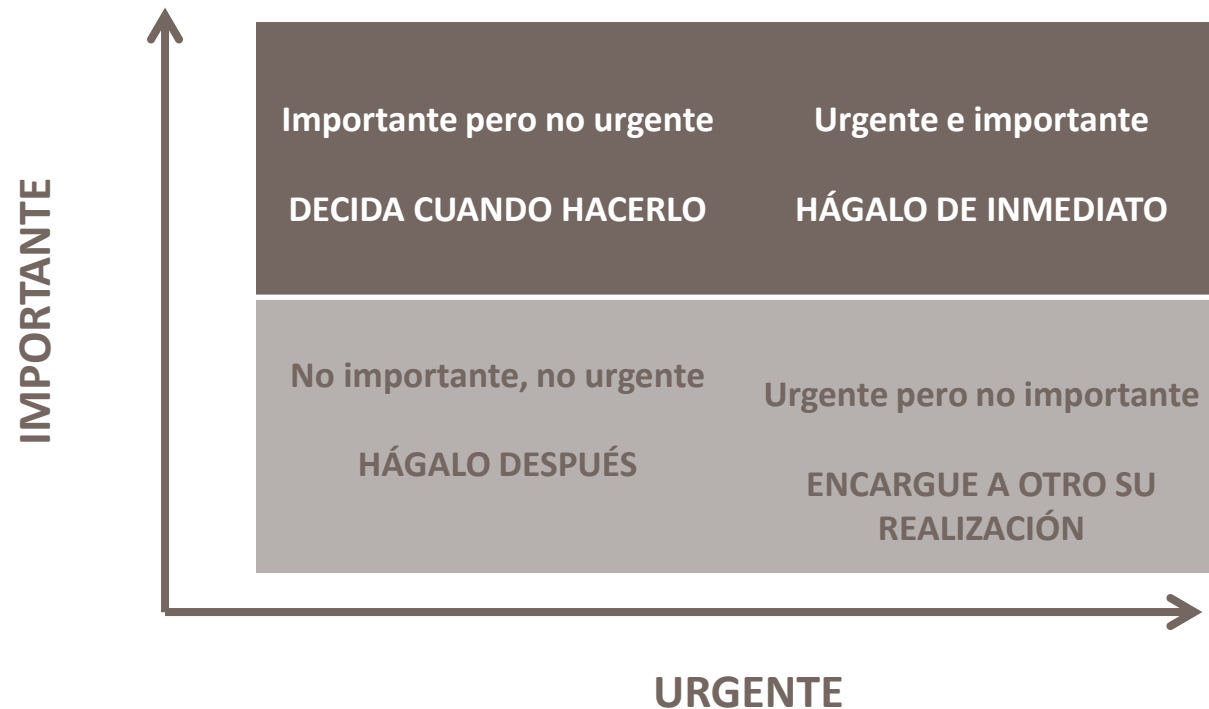 IMPORTANTE
Importante pero no urgente
DECIDA CUANDO HACERLO
Urgente e importante
HÁGALO DE INMEDIATO
No importante, no urgente
HÁGALO DESPUÉS
Urgente pero no importante
ENCARGUE A OTRO SU
REALIZACIÓN
URGENTE